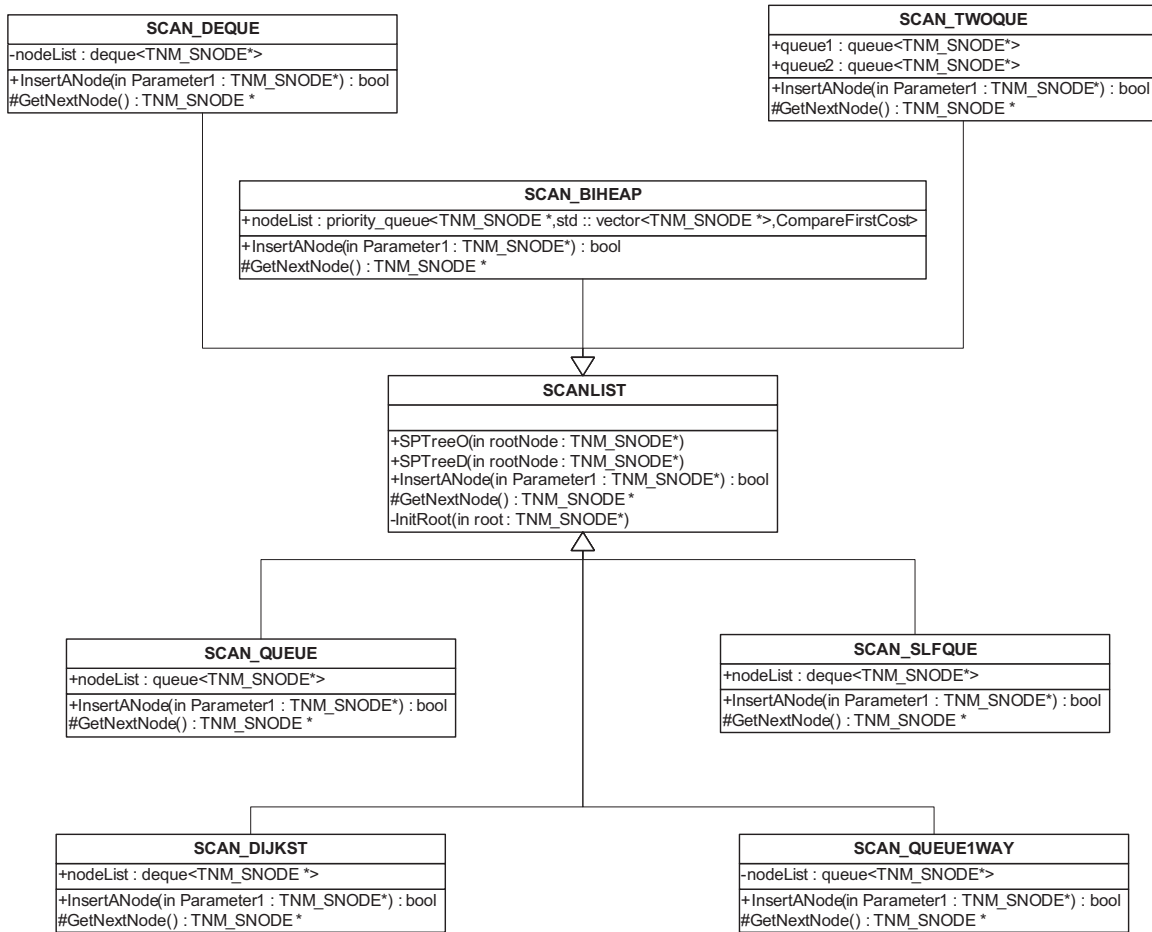 SCAN_DEQUE
-nodeList : deque<TNM_SNODE*>
+InsertANode(in Parameter1 : TNM_SNODE*) : bool
#GetNextNode() : TNM_SNODE *
SCAN_TWOQUE
+queue1 : queue<TNM_SNODE*>
+queue2 : queue<TNM_SNODE*>
+InsertANode(in Parameter1 : TNM_SNODE*) : bool
#GetNextNode() : TNM_SNODE *
SCAN_BIHEAP
+nodeList : priority_queue<TNM_SNODE *,std :: vector<TNM_SNODE *>,CompareFirstCost>
+InsertANode(in Parameter1 : TNM_SNODE*) : bool
#GetNextNode() : TNM_SNODE *
SCANLIST
+SPTreeO(in rootNode : TNM_SNODE*)
+SPTreeD(in rootNode : TNM_SNODE*)
+InsertANode(in Parameter1 : TNM_SNODE*) : bool
#GetNextNode() : TNM_SNODE *
-InitRoot(in root : TNM_SNODE*)
SCAN_QUEUE
+nodeList : queue<TNM_SNODE*>
+InsertANode(in Parameter1 : TNM_SNODE*) : bool
#GetNextNode() : TNM_SNODE *
SCAN_SLFQUE
+nodeList : deque<TNM_SNODE*>
+InsertANode(in Parameter1 : TNM_SNODE*) : bool
#GetNextNode() : TNM_SNODE *
SCAN_DIJKST
+nodeList : deque<TNM_SNODE *>
+InsertANode(in Parameter1 : TNM_SNODE*) : bool
#GetNextNode() : TNM_SNODE *
SCAN_QUEUE1WAY
-nodeList : queue<TNM_SNODE*>
+InsertANode(in Parameter1 : TNM_SNODE*) : bool
#GetNextNode() : TNM_SNODE *